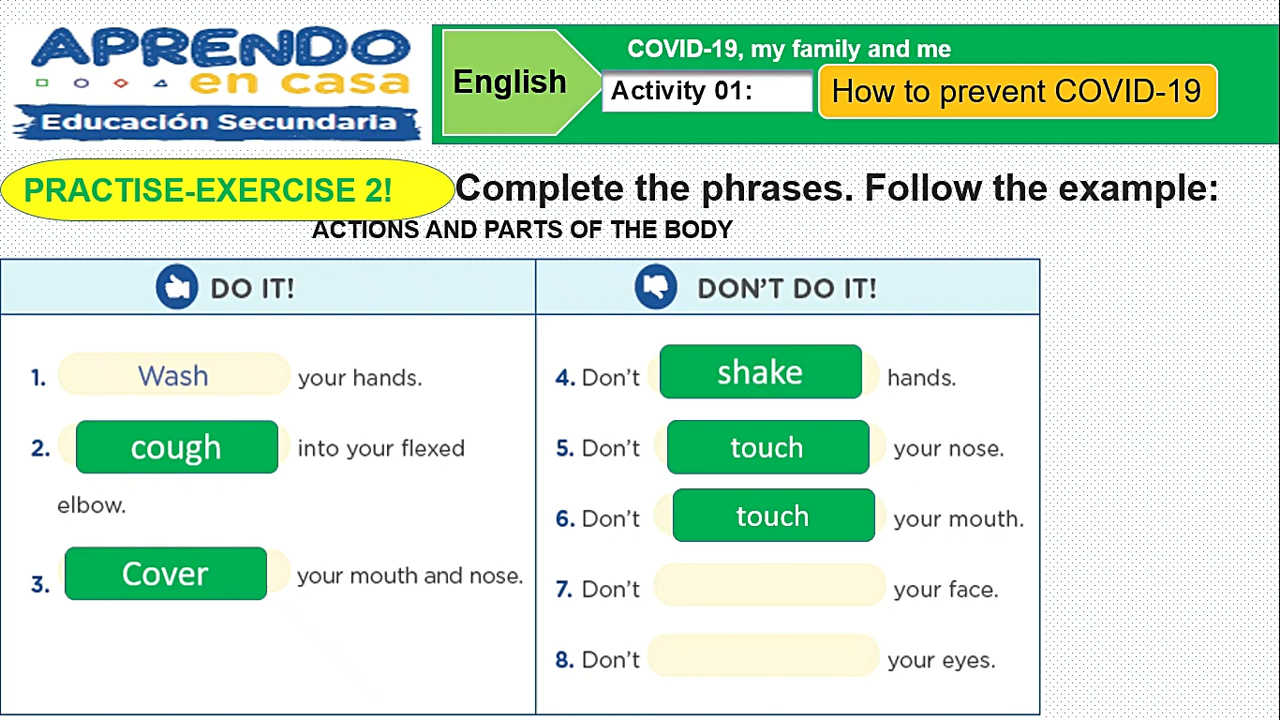 APRENDO
en casa
Educación Secundaria
English
COVID-19, my family and me
Activity 01:
How to prevent COVID-19
PRACTISE-EXERCISE 2!
Complete the phrases. Follow the example:
ACTIONS AND PARTS OF THE BODY
DO IT!
1. Wash your hands.
2. cough into your flexed
elbow.
3. Cover your mouth and nose.
DON'T DO IT!
4. Don't shake hands.
5. Don't touch your nose.
6. Don't touch your mouth.
7. Don't your face.
8. Don't your eyes.